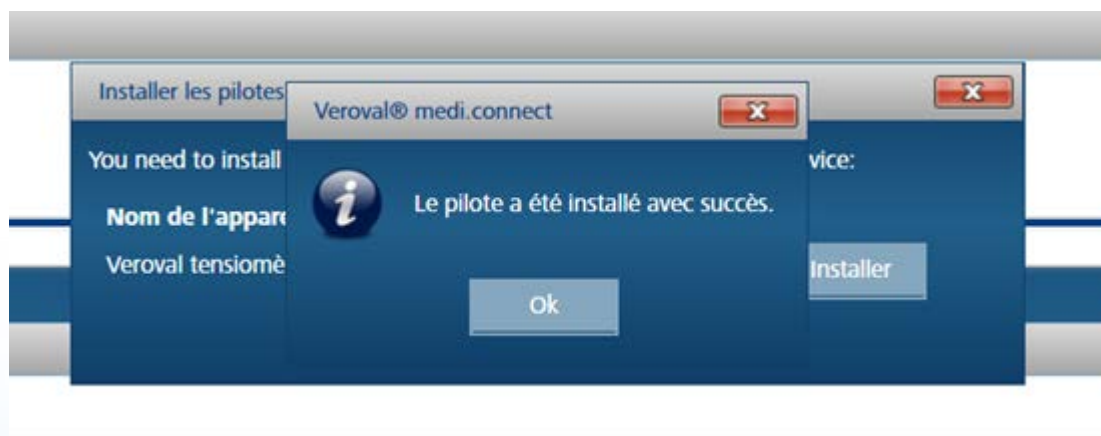 Installer les pilotes
Veroval® medi.connect
You need to install
vice:
Le pilote a été installé avec succès.
Nom de l'appare
Veroval tensiomè
Installer
Ok